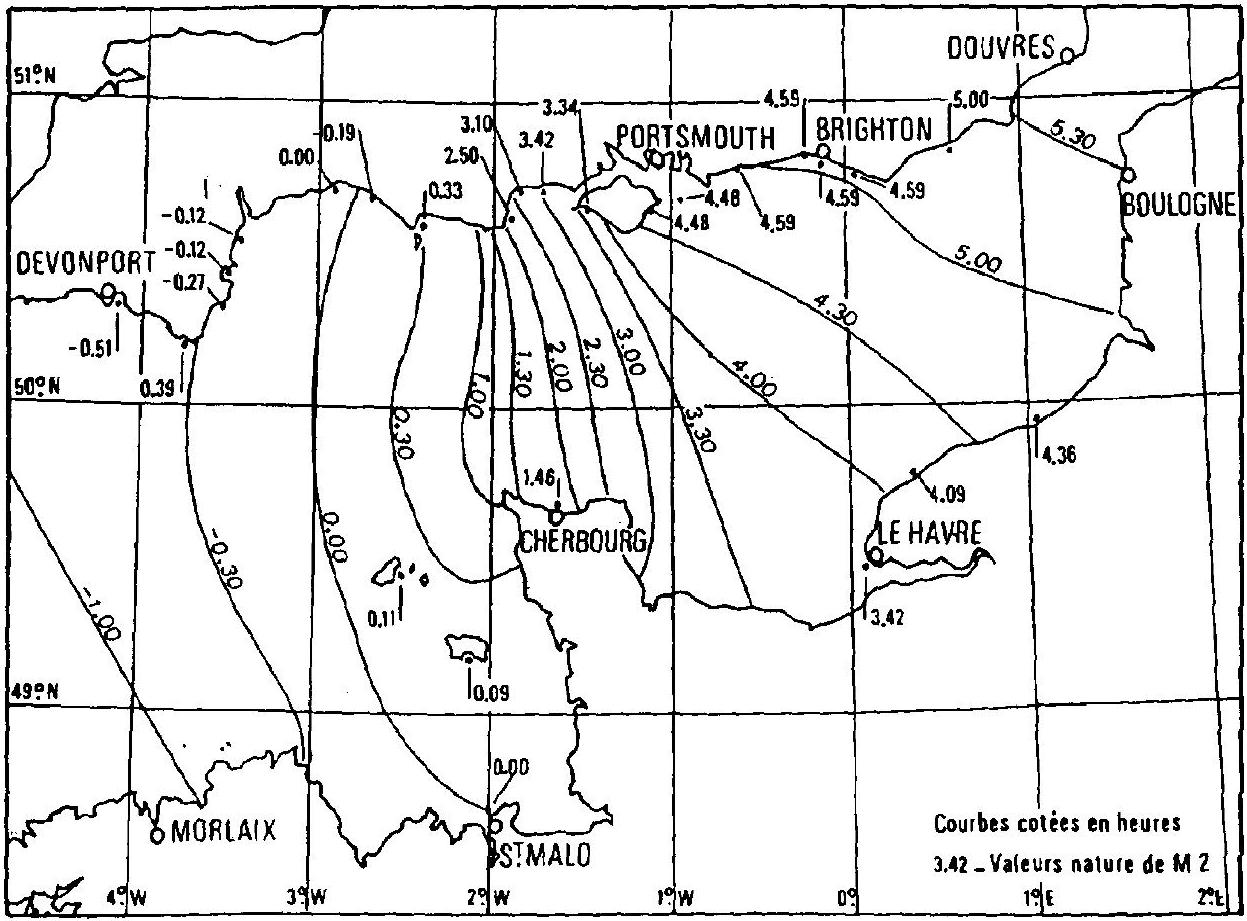 DOUVRES
51°N
3.34
4.59
5.00
-0.19
3.10
3.42
PORTSMOUTH
BRIGHTON
5.30
0.00
2.50
0.33
4.48
4.59
4.59
BOULOGNE
-0.12
4.48
4.59
-0.12
DEVONPORT
5.00
-0.27
4.30
-0.51
3.00
1.30
2.00
2.30
4.00
50°N
0.39
1.00
0.30
3.30
4.36
1.46
4.09
0.00
CHERBOURG
LE HAVRE
-0.30
-1.00
0.11
3.42
49°N
0.09
0.00
MORLAIX
ST MALO
Courbes cotées en heures
3.42 _ Valeurs nature de M 2
4°W
3°W
2°W
1°W
0°
1°E
2°E